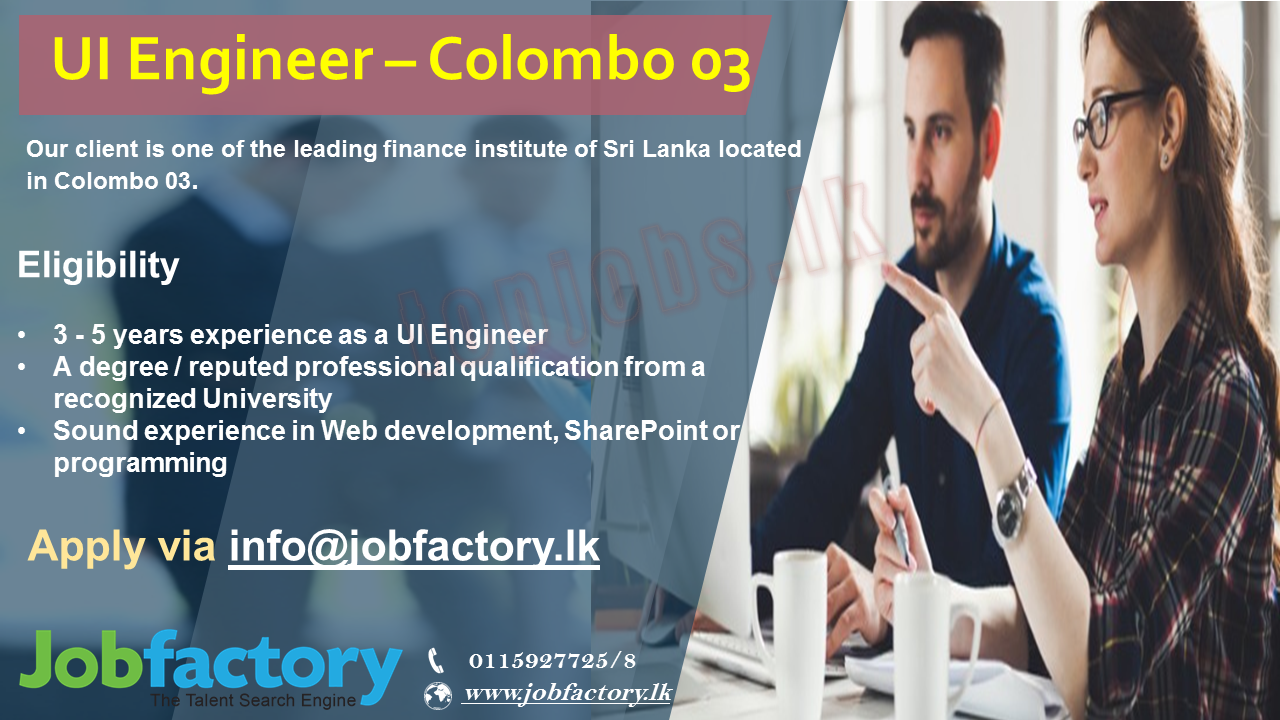 UI Engineer – Colombo 03
Our client is one of the leading finance institute of Sri Lanka located
in Colombo 03.
topjobs.lk
Eligibility
• 3 - 5 years experience as a UI Engineer
• A degree / reputed professional qualification from a
recognized University
• Sound experience in Web development, SharePoint or
programming
Apply via info@jobfactory.lk
Jobfactory
The Talent Search Engine
0115927725/8
www.jobfactory.lk